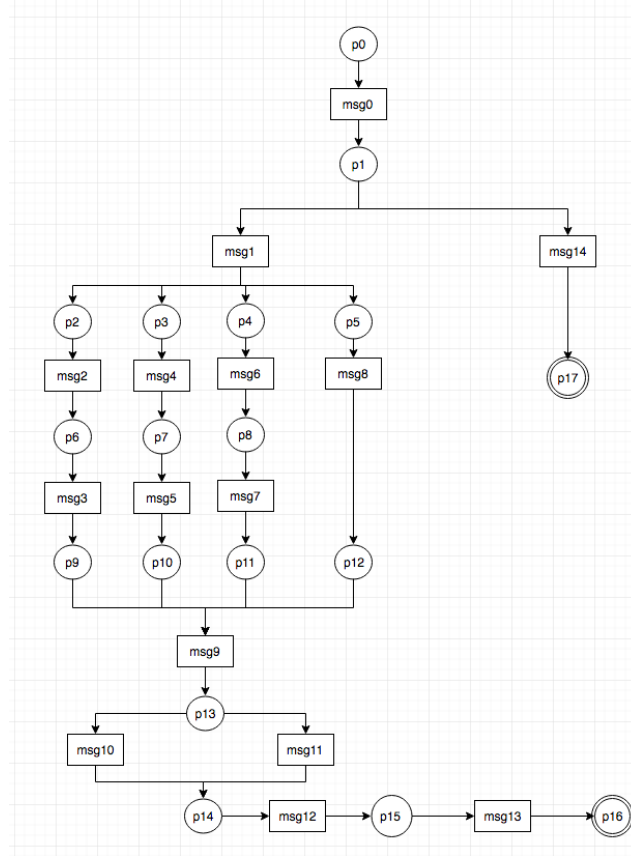 p0
msg0
p1
msg1 msg14
p2 p3 p4 p5
msg2 msg4 msg6 msg8
p17
p6 p7 p8
msg3 msg5 msg7
p9 p10 p11 p12
msg9
p13
msg10 msg11
p14 msg12 p15 msg13 p16